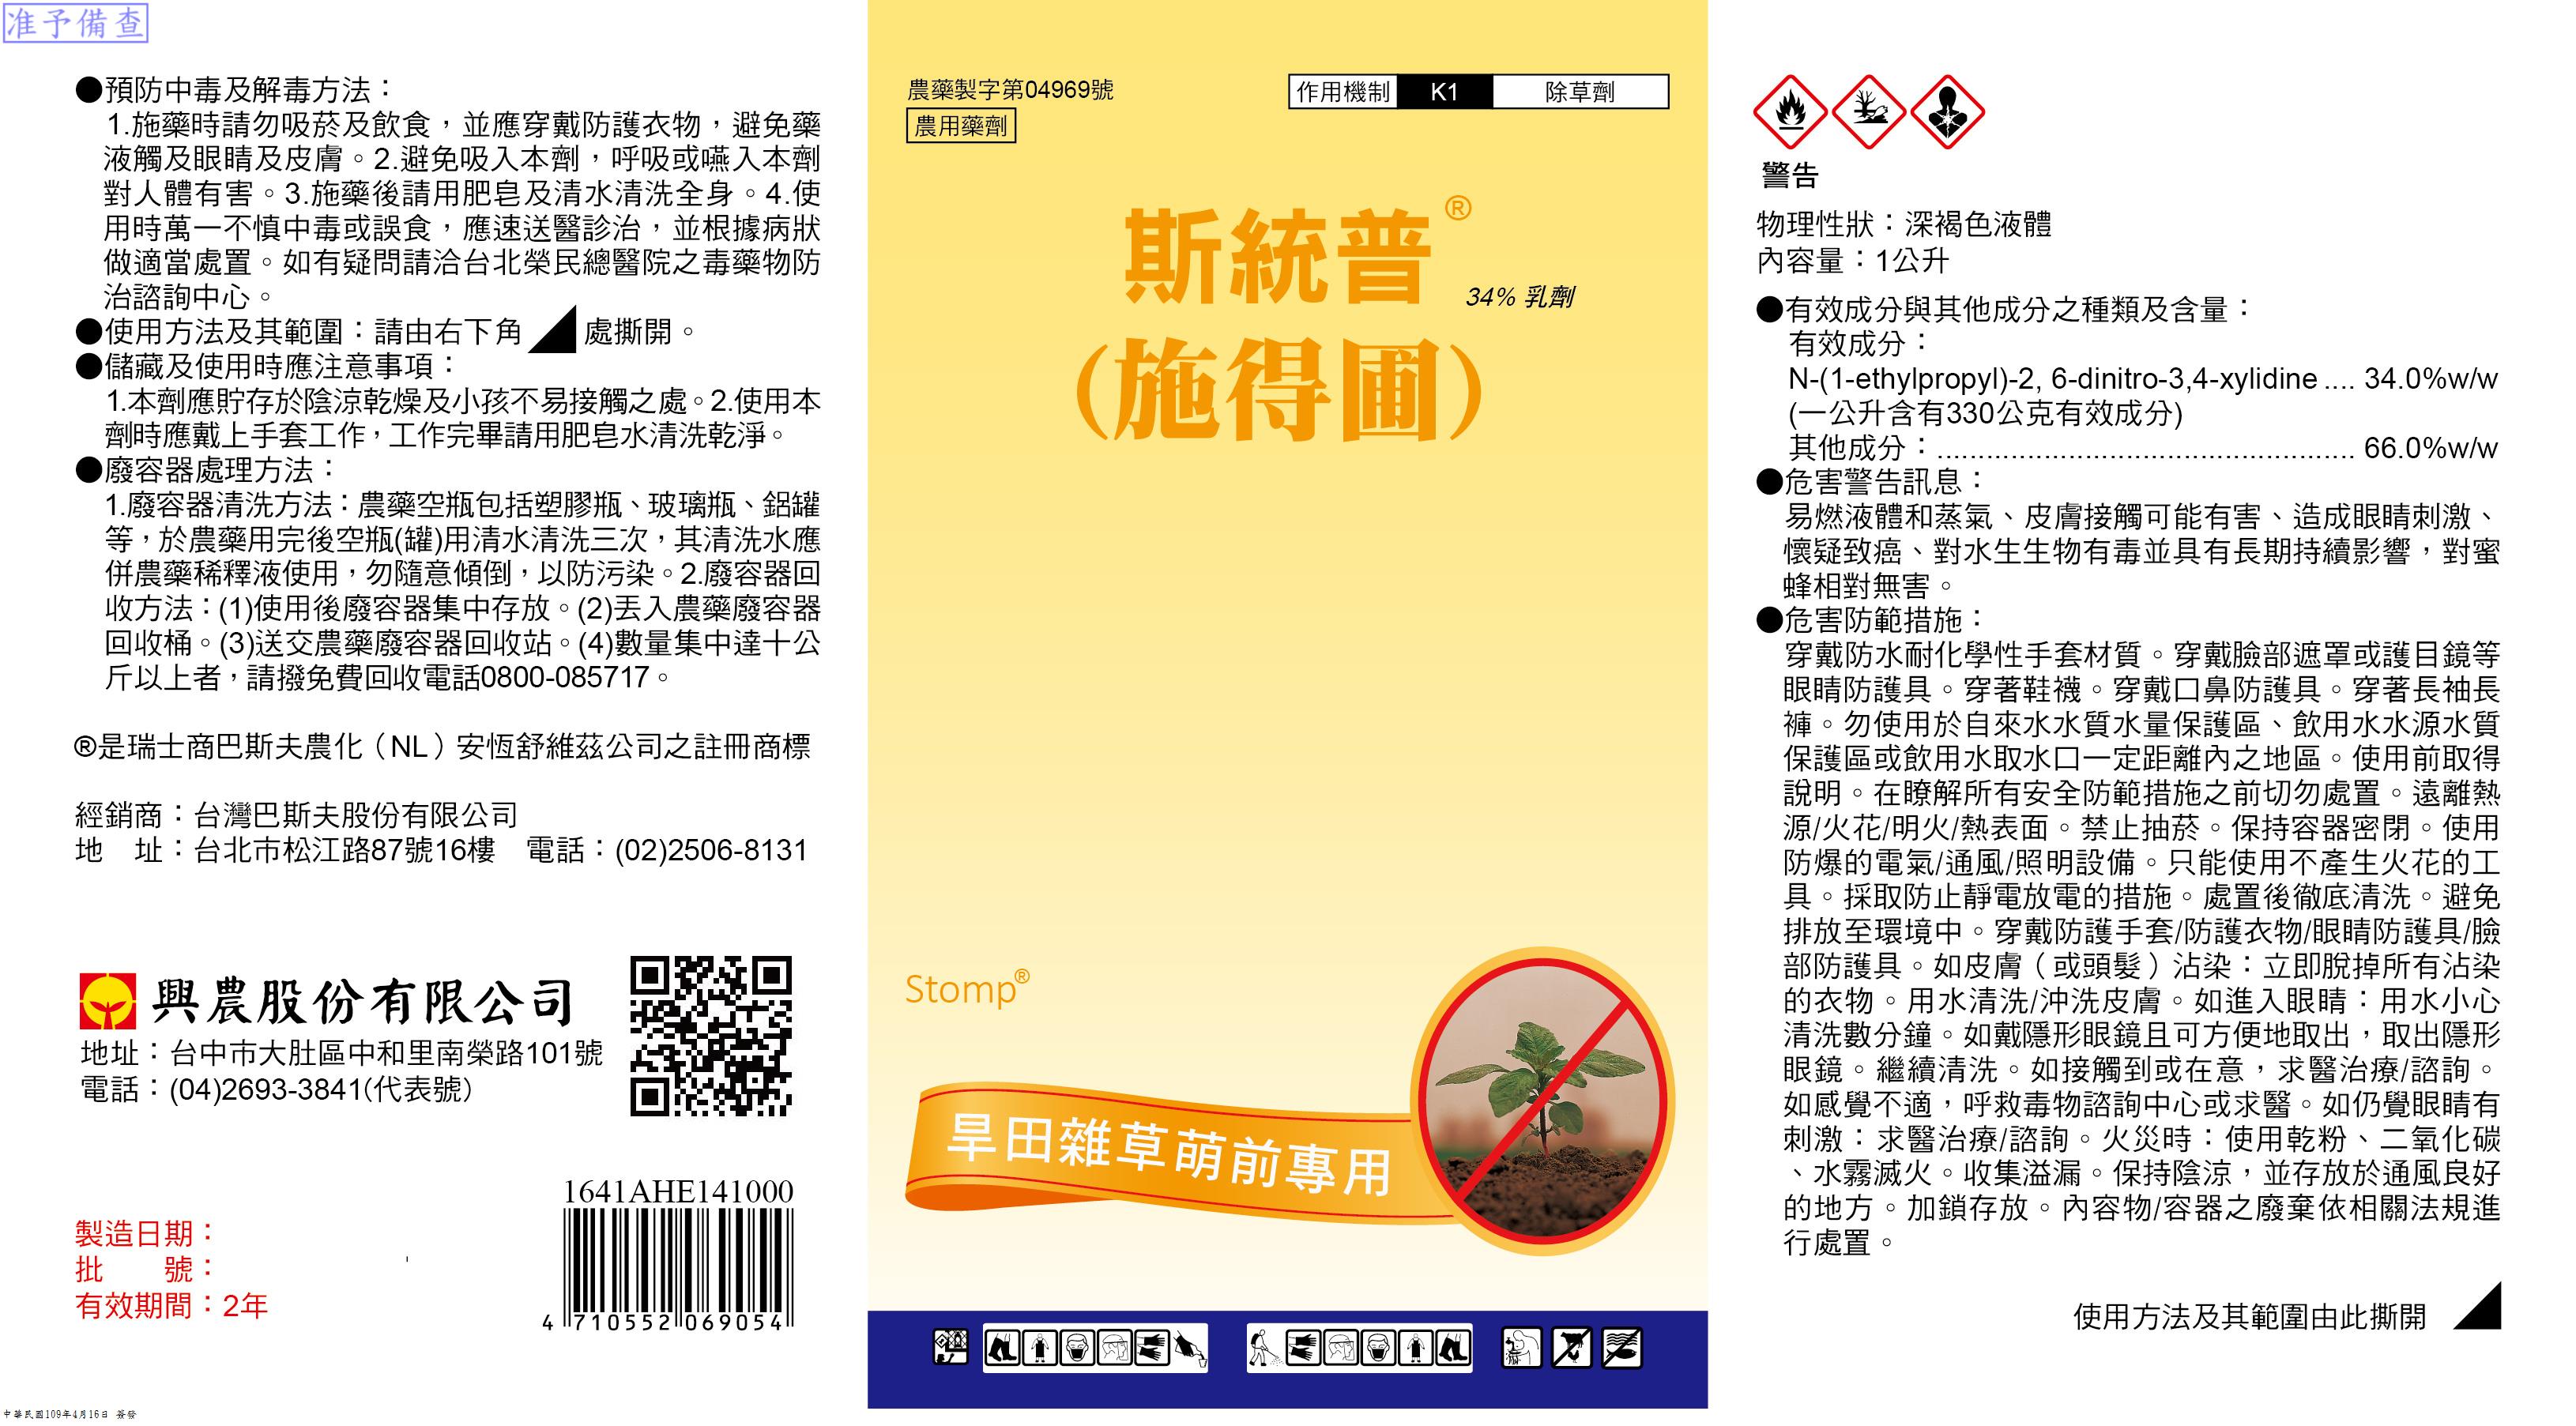 准予備查
●預防中毒及解毒方法：
1.施藥時請勿吸菸及飲食，並應穿戴防護衣物，避免藥
液觸及眼睛及皮膚。2.避免吸入本劑，呼吸或嚥入本劑
對人體有害。3.施藥後請用肥皂及清水清洗全身。4.使
用時萬一不慎中毒或誤食，應速送醫診治，並根據病狀
做適當處置。如有疑問請洽台北榮民總醫院之毒藥物防
治諮詢中心。
●使用方法及其範圍：請由右下角◢處撕開。
●儲藏及使用時應注意事項：
1.本劑應貯存於陰涼乾燥及小孩不易接觸之處。2.使用本
劑時應戴上手套工作，工作完畢請用肥皂水清洗乾淨。
●廢容器處理方法：
1.廢容器清洗方法：農藥空瓶包括塑膠瓶、玻璃瓶、鋁罐
等，於農藥用完後空瓶(罐)用清水清洗三次，其清洗水應
併農藥稀釋液使用，勿隨意傾倒，以防污染。2.廢容器回
收方法：(1)使用後廢容器集中存放。(2)丟入農藥廢容器
回收桶。(3)送交農藥廢容器回收站。(4)數量集中達十公
斤以上者，請撥免費回收電話0800-085717。
®是瑞士商巴斯夫農化（NL）安恆舒維茲公司之註冊商標
經銷商：台灣巴斯夫股份有限公司
地　址：台北市松江路87號16樓　電話：(02)2506-8131
興農股份有限公司
地址：台中市大肚區中和里南榮路101號
電話：(04)2693-3841(代表號)
製造日期：
批　　號：
有效期間：2年
1641AHE141000
4 710552 069054
中華民國109年4月16日 簽發
農藥製字第04969號
農用藥劑
作用機制 K1 除草劑
斯統普®
34% 乳劑
(施得圃)
Stomp®
旱田雜草萌前專用
警告
物理性狀：深褐色液體
內容量：1公升
●有效成分與其他成分之種類及含量：
有效成分：
N-(1-ethylpropyl)-2, 6-dinitro-3,4-xylidine .... 34.0%w/w
(一公升含有330公克有效成分)
其他成分：................................................... 66.0%w/w
●危害警告訊息：
易燃液體和蒸氣、皮膚接觸可能有害、造成眼睛刺激、
懷疑致癌、對水生生物有毒並具有長期持續影響，對蜜
蜂相對無害。
●危害防範措施：
穿戴防水耐化學性手套材質。穿戴臉部遮罩或護目鏡等
眼睛防護具。穿著鞋襪。穿戴口鼻防護具。穿著長袖長
褲。勿使用於自來水水質水量保護區、飲用水水源水質
保護區或飲用水取水口一定距離內之地區。使用前取得
說明。在瞭解所有安全防範措施之前切勿處置。遠離熱
源/火花/明火/熱表面。禁止抽菸。保持容器密閉。使用
防爆的電氣/通風/照明設備。只能使用不產生火花的工
具。採取防止靜電放電的措施。處置後徹底清洗。避免
排放至環境中。穿戴防護手套/防護衣物/眼睛防護具/臉
部防護具。如皮膚（或頭髮）沾染：立即脫掉所有沾染
的衣物。用水清洗/沖洗皮膚。如進入眼睛：用水小心
清洗數分鐘。如戴隱形眼鏡且可方便地取出，取出隱形
眼鏡。繼續清洗。如接觸到或在意，求醫治療/諮詢。
如感覺不適，呼救毒物諮詢中心或求醫。如仍覺眼睛有
刺激：求醫治療/諮詢。火災時：使用乾粉、二氧化碳
、水霧滅火。收集溢漏。保持陰涼，並存放於通風良好
的地方。加鎖存放。內容物/容器之廢棄依相關法規進
行處置。
使用方法及其範圍由此撕開